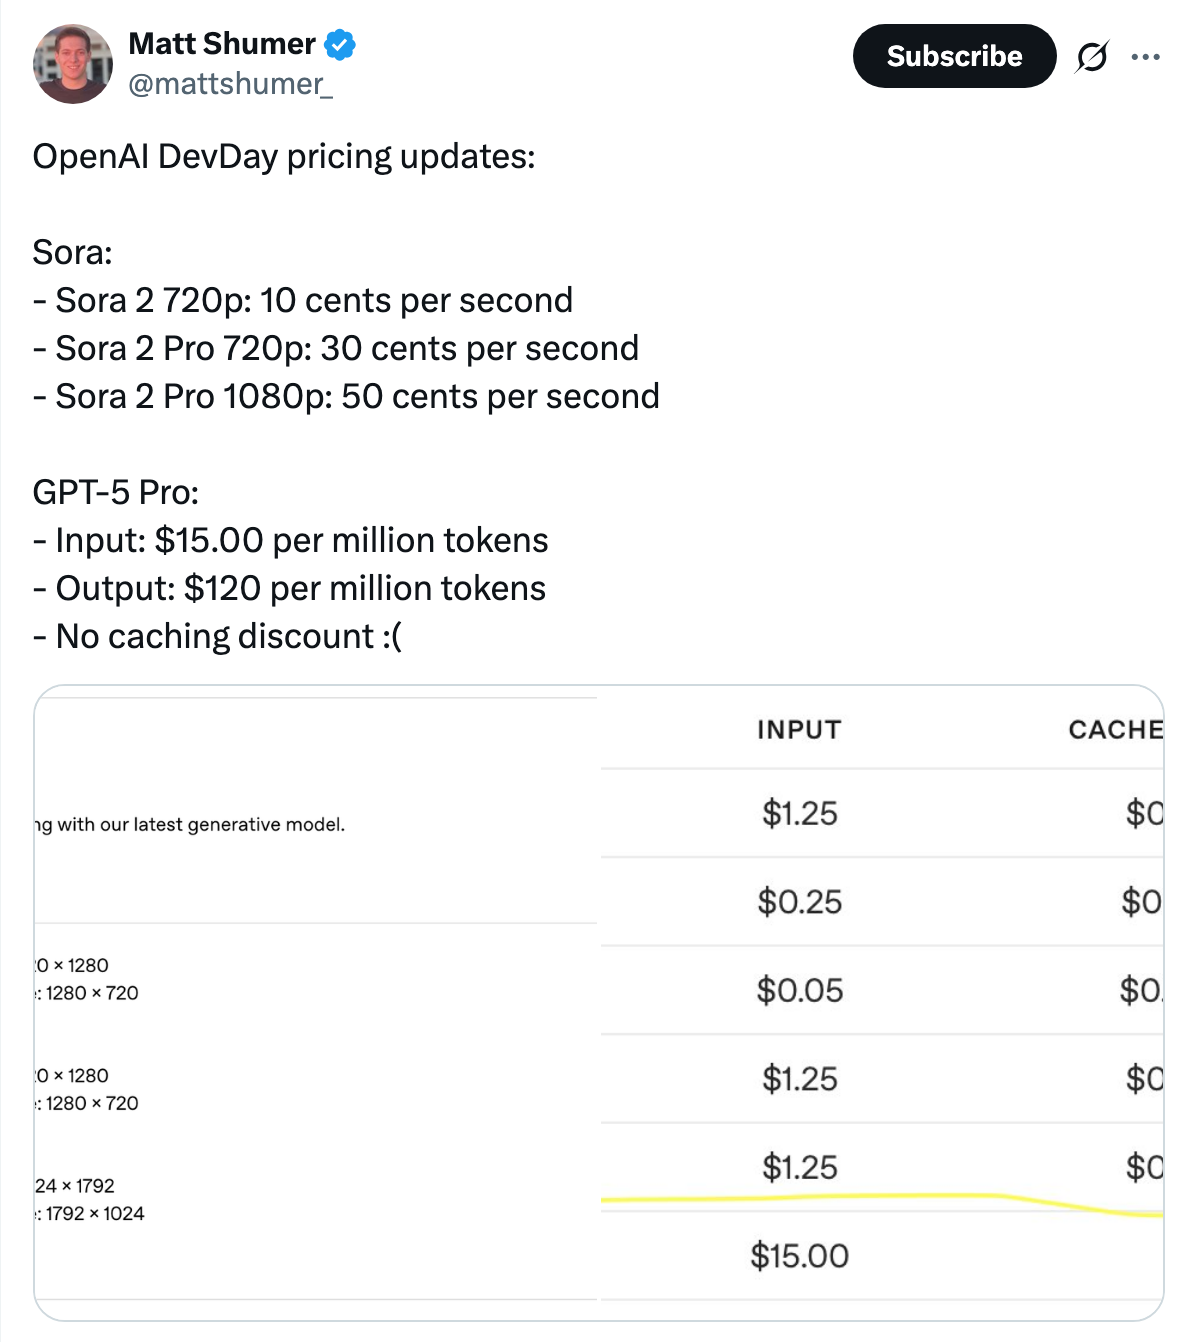 Matt Shumer
@mattshumer_
Subscribe
OpenAI DevDay pricing updates:
Sora:
- Sora 2 720p: 10 cents per second
- Sora 2 Pro 720p: 30 cents per second
- Sora 2 Pro 1080p: 50 cents per second
GPT-5 Pro:
- Input: $15.00 per million tokens
- Output: $120 per million tokens
- No caching discount :(
ng with our latest generative model.
0 × 1280
: 1280 × 720
0 × 1280
: 1280 × 720
24 × 1792
: 1792 × 1024
INPUT CACHE
$1.25 $0
$0.25 $0
$0.05 $0.
$1.25 $0
$1.25 $0
$15.00